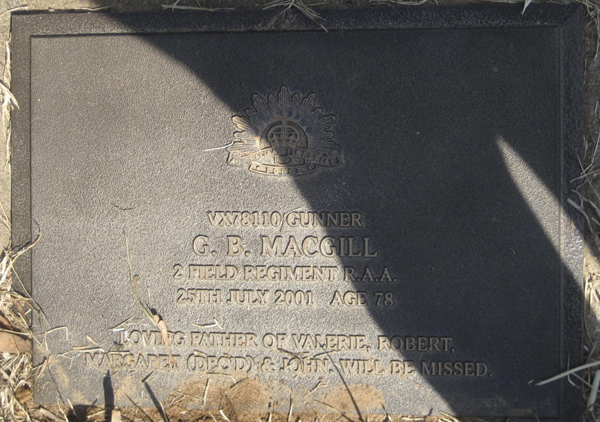 VX78110 GUNNER
G. B. MACGILL
2 FIELD REGIMENT R.A.A.
25TH JULY 2001 AGE 78
LOVING FATHER OF VALERIE, ROBERT,
MARGARET (DEC'D) & JOHN. WILL BE MISSED.